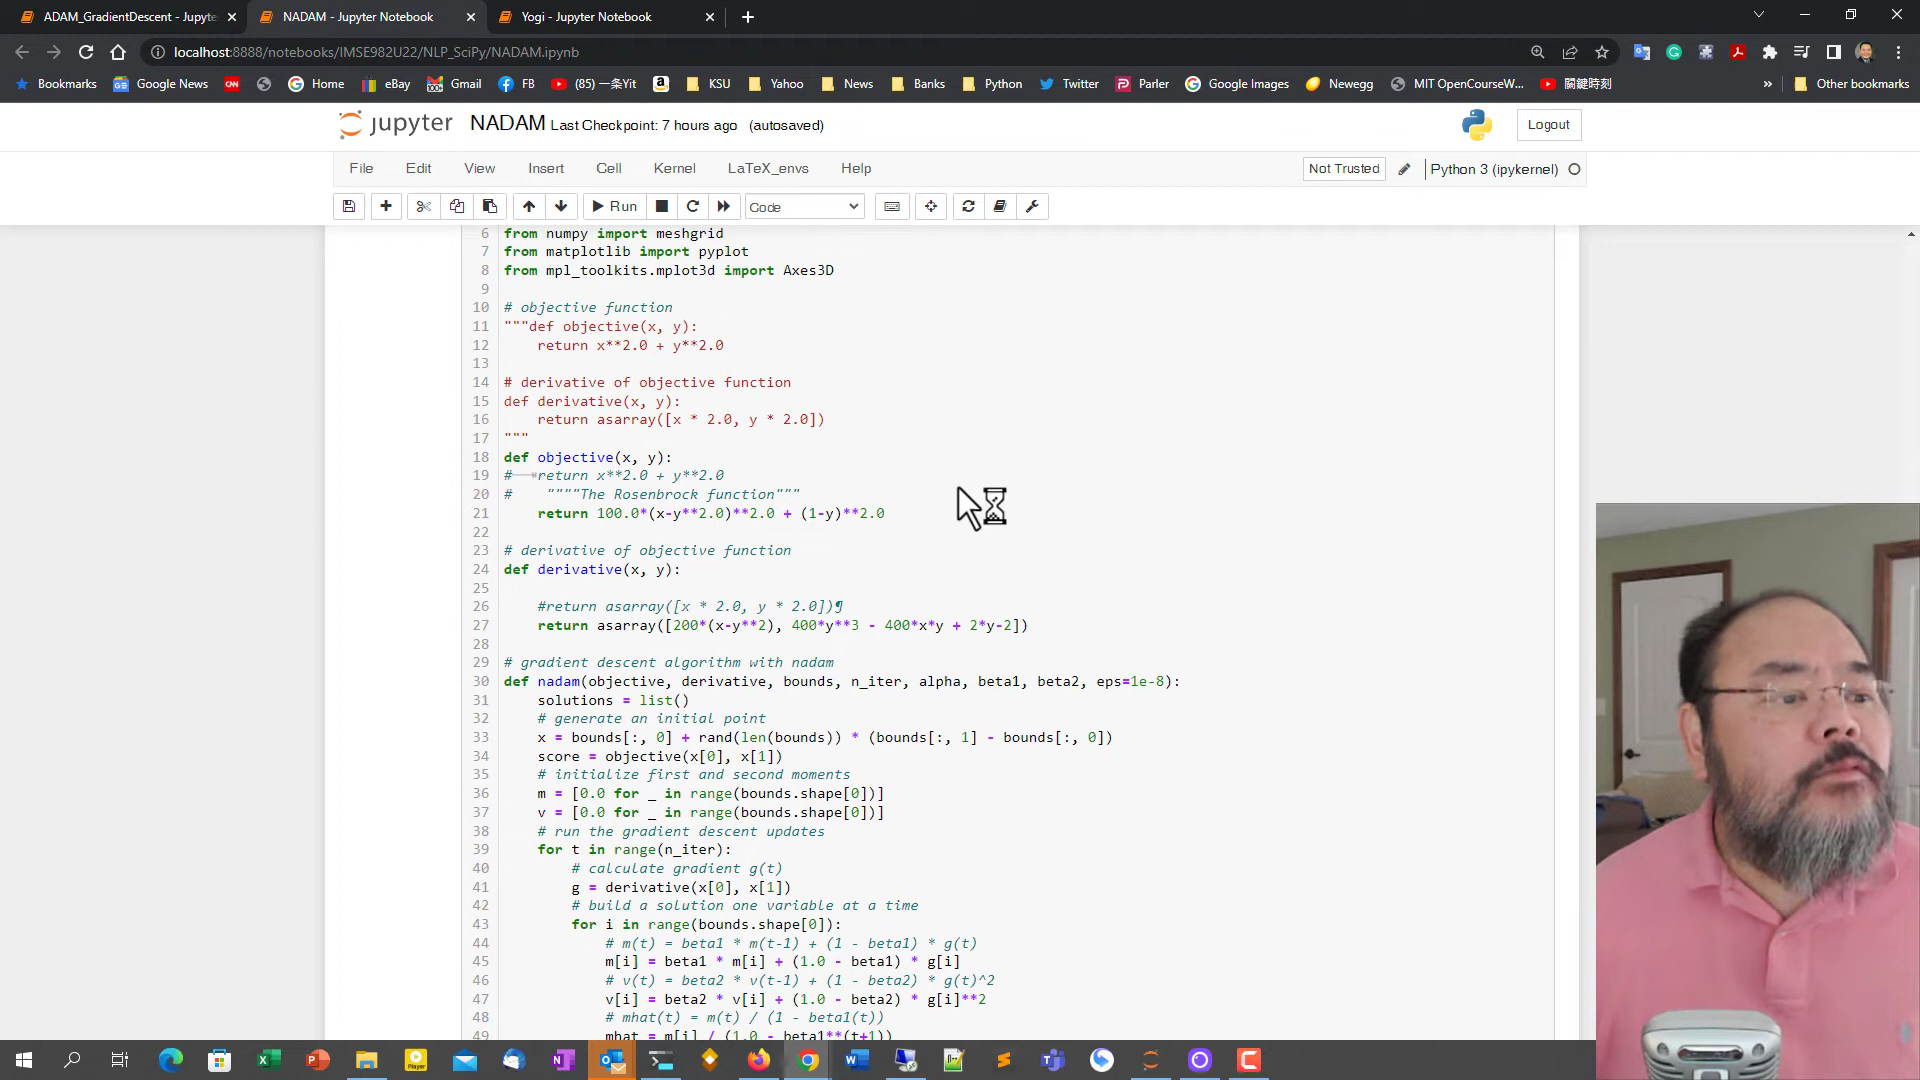 ADAM_GradientDescent - Jupyte
NADAM - Jupyter Notebook
Yogi - Jupyter Notebook
localhost:8888/notebooks/IMSE982U22/NLP_SciPy/NADAM.ipynb
Bookmarks
Google News
CNN
Home
eBay
Gmail
FB
(85) 一条Yit
KSU
Yahoo
News
Banks
Python
Twitter
Parler
Google Images
Newegg
MIT OpenCourseW...
關鍵時刻
»
Other bookmarks
jupyter NADAM Last Checkpoint: 7 hours ago (autosaved)
Logout
File Edit View Insert Cell Kernel LaTeX_envs Help
Not Trusted
Python 3 (ipykernel)
Run
Code
6 from numpy import meshgrid
7 from matplotlib import pyplot
8 from mpl_toolkits.mplot3d import Axes3D
9
10 # objective function
11 """def objective(x, y):
12 return x**2.0 + y**2.0
13
14 # derivative of objective function
15 def derivative(x, y):
16 return asarray([x * 2.0, y * 2.0])
17 """
18 def objective(x, y):
19 # return x**2.0 + y**2.0
20 # """"The Rosenbrock function"""
21 return 100.0*(x-y**2.0)**2.0 + (1-y)**2.0
22
23 # derivative of objective function
24 def derivative(x, y):
25
26 #return asarray([x * 2.0, y * 2.0])¶
27 return asarray([200*(x-y**2), 400*y**3 - 400*x*y + 2*y-2])
28
29 # gradient descent algorithm with nadam
30 def nadam(objective, derivative, bounds, n_iter, alpha, beta1, beta2, eps=1e-8):
31 solutions = list()
32 # generate an initial point
33 x = bounds[:, 0] + rand(len(bounds)) * (bounds[:, 1] - bounds[:, 0])
34 score = objective(x[0], x[1])
35 # initialize first and second moments
36 m = [0.0 for _ in range(bounds.shape[0])]
37 v = [0.0 for _ in range(bounds.shape[0])]
38 # run the gradient descent updates
39 for t in range(n_iter):
40 # calculate gradient g(t)
41 g = derivative(x[0], x[1])
42 # build a solution one variable at a time
43 for i in range(bounds.shape[0]):
44 # m(t) = beta1 * m(t-1) + (1 - beta1) * g(t)
45 m[i] = beta1 * m[i] + (1.0 - beta1) * g[i]
46 # v(t) = beta2 * v(t-1) + (1 - beta2) * g(t)^2
47 v[i] = beta2 * v[i] + (1.0 - beta2) * g[i]**2
48 # mhat(t) = m(t) / (1 - beta1(t))
49 mhat = m[i] / (1.0 - beta1**(t+1))